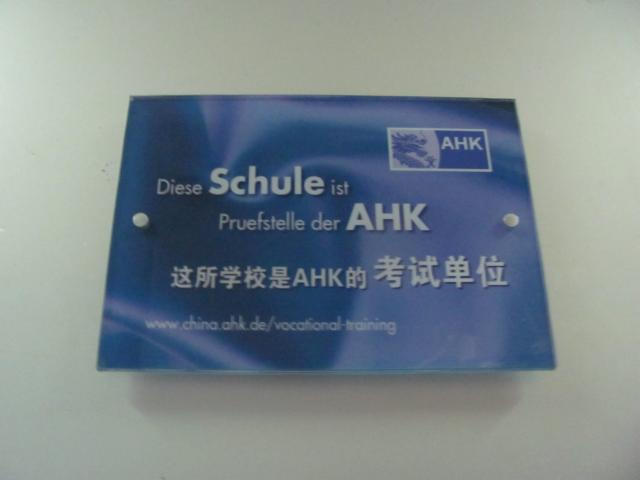 AHK
Diese Schule ist
Pruefstelle der AHK
这所学校是AHK的 考试单位
www.china.ahk.de/vocational-training